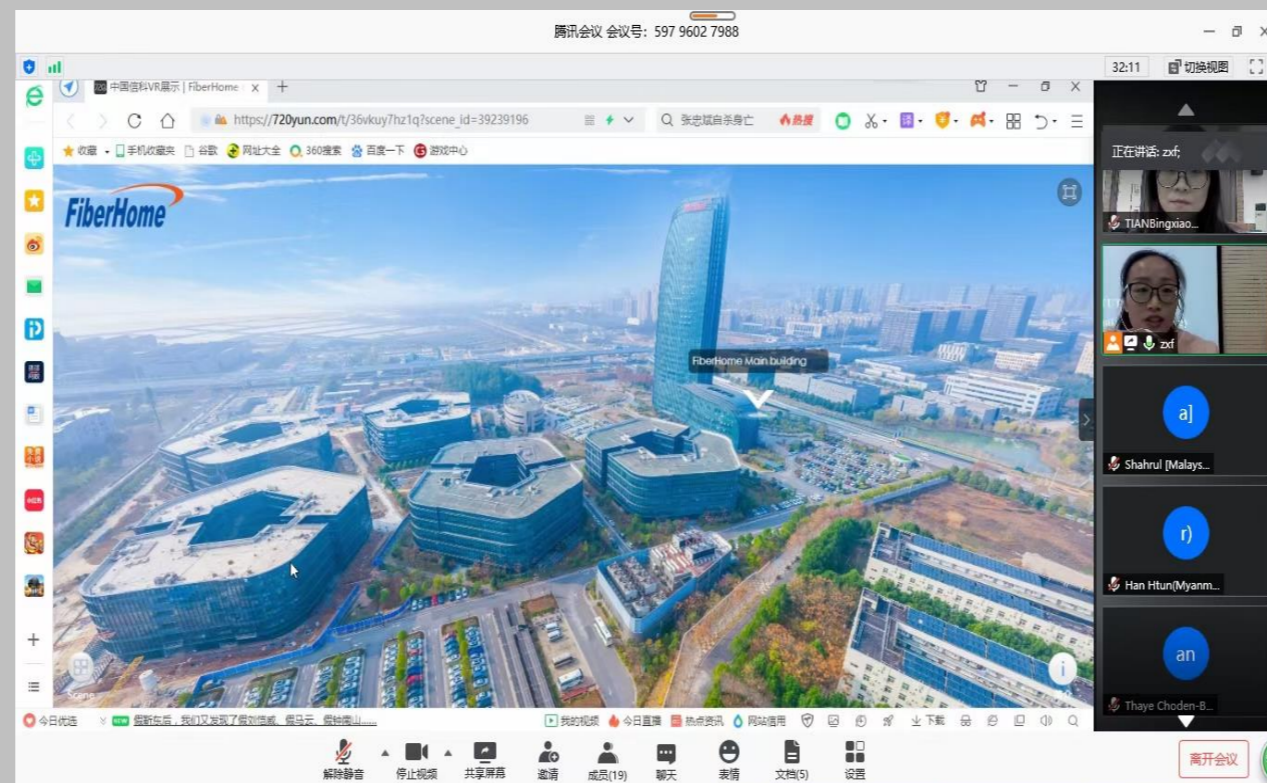 腾讯会议 会议号：597 9602 7988
32:11 切换视图
中国信科VR展示 | FiberHome
https://720yun.com/t/36vkuy7hz1q?scene_id=39239196
张志斌自杀身亡 热搜
收藏 手机收藏夹 谷歌 网址大全 360搜索 百度一下 游戏中心
正在讲话: zxf;
FiberHome
TIANBingxiao...
FiberHome Main building
zxf
a]
Shahrul [Malays...
r)
Han Htun(Myanm...
an
Thaye Choden-B...
Scene
今日优选 假靳东后，我们又发现了假刘恺威、假马云、假钟南山......
我的视频 今日直播 热点资讯 网站信用 下载
解除静音 停止视频 共享屏幕 邀请 成员(19) 聊天 表情 文档(5) 设置
离开会议